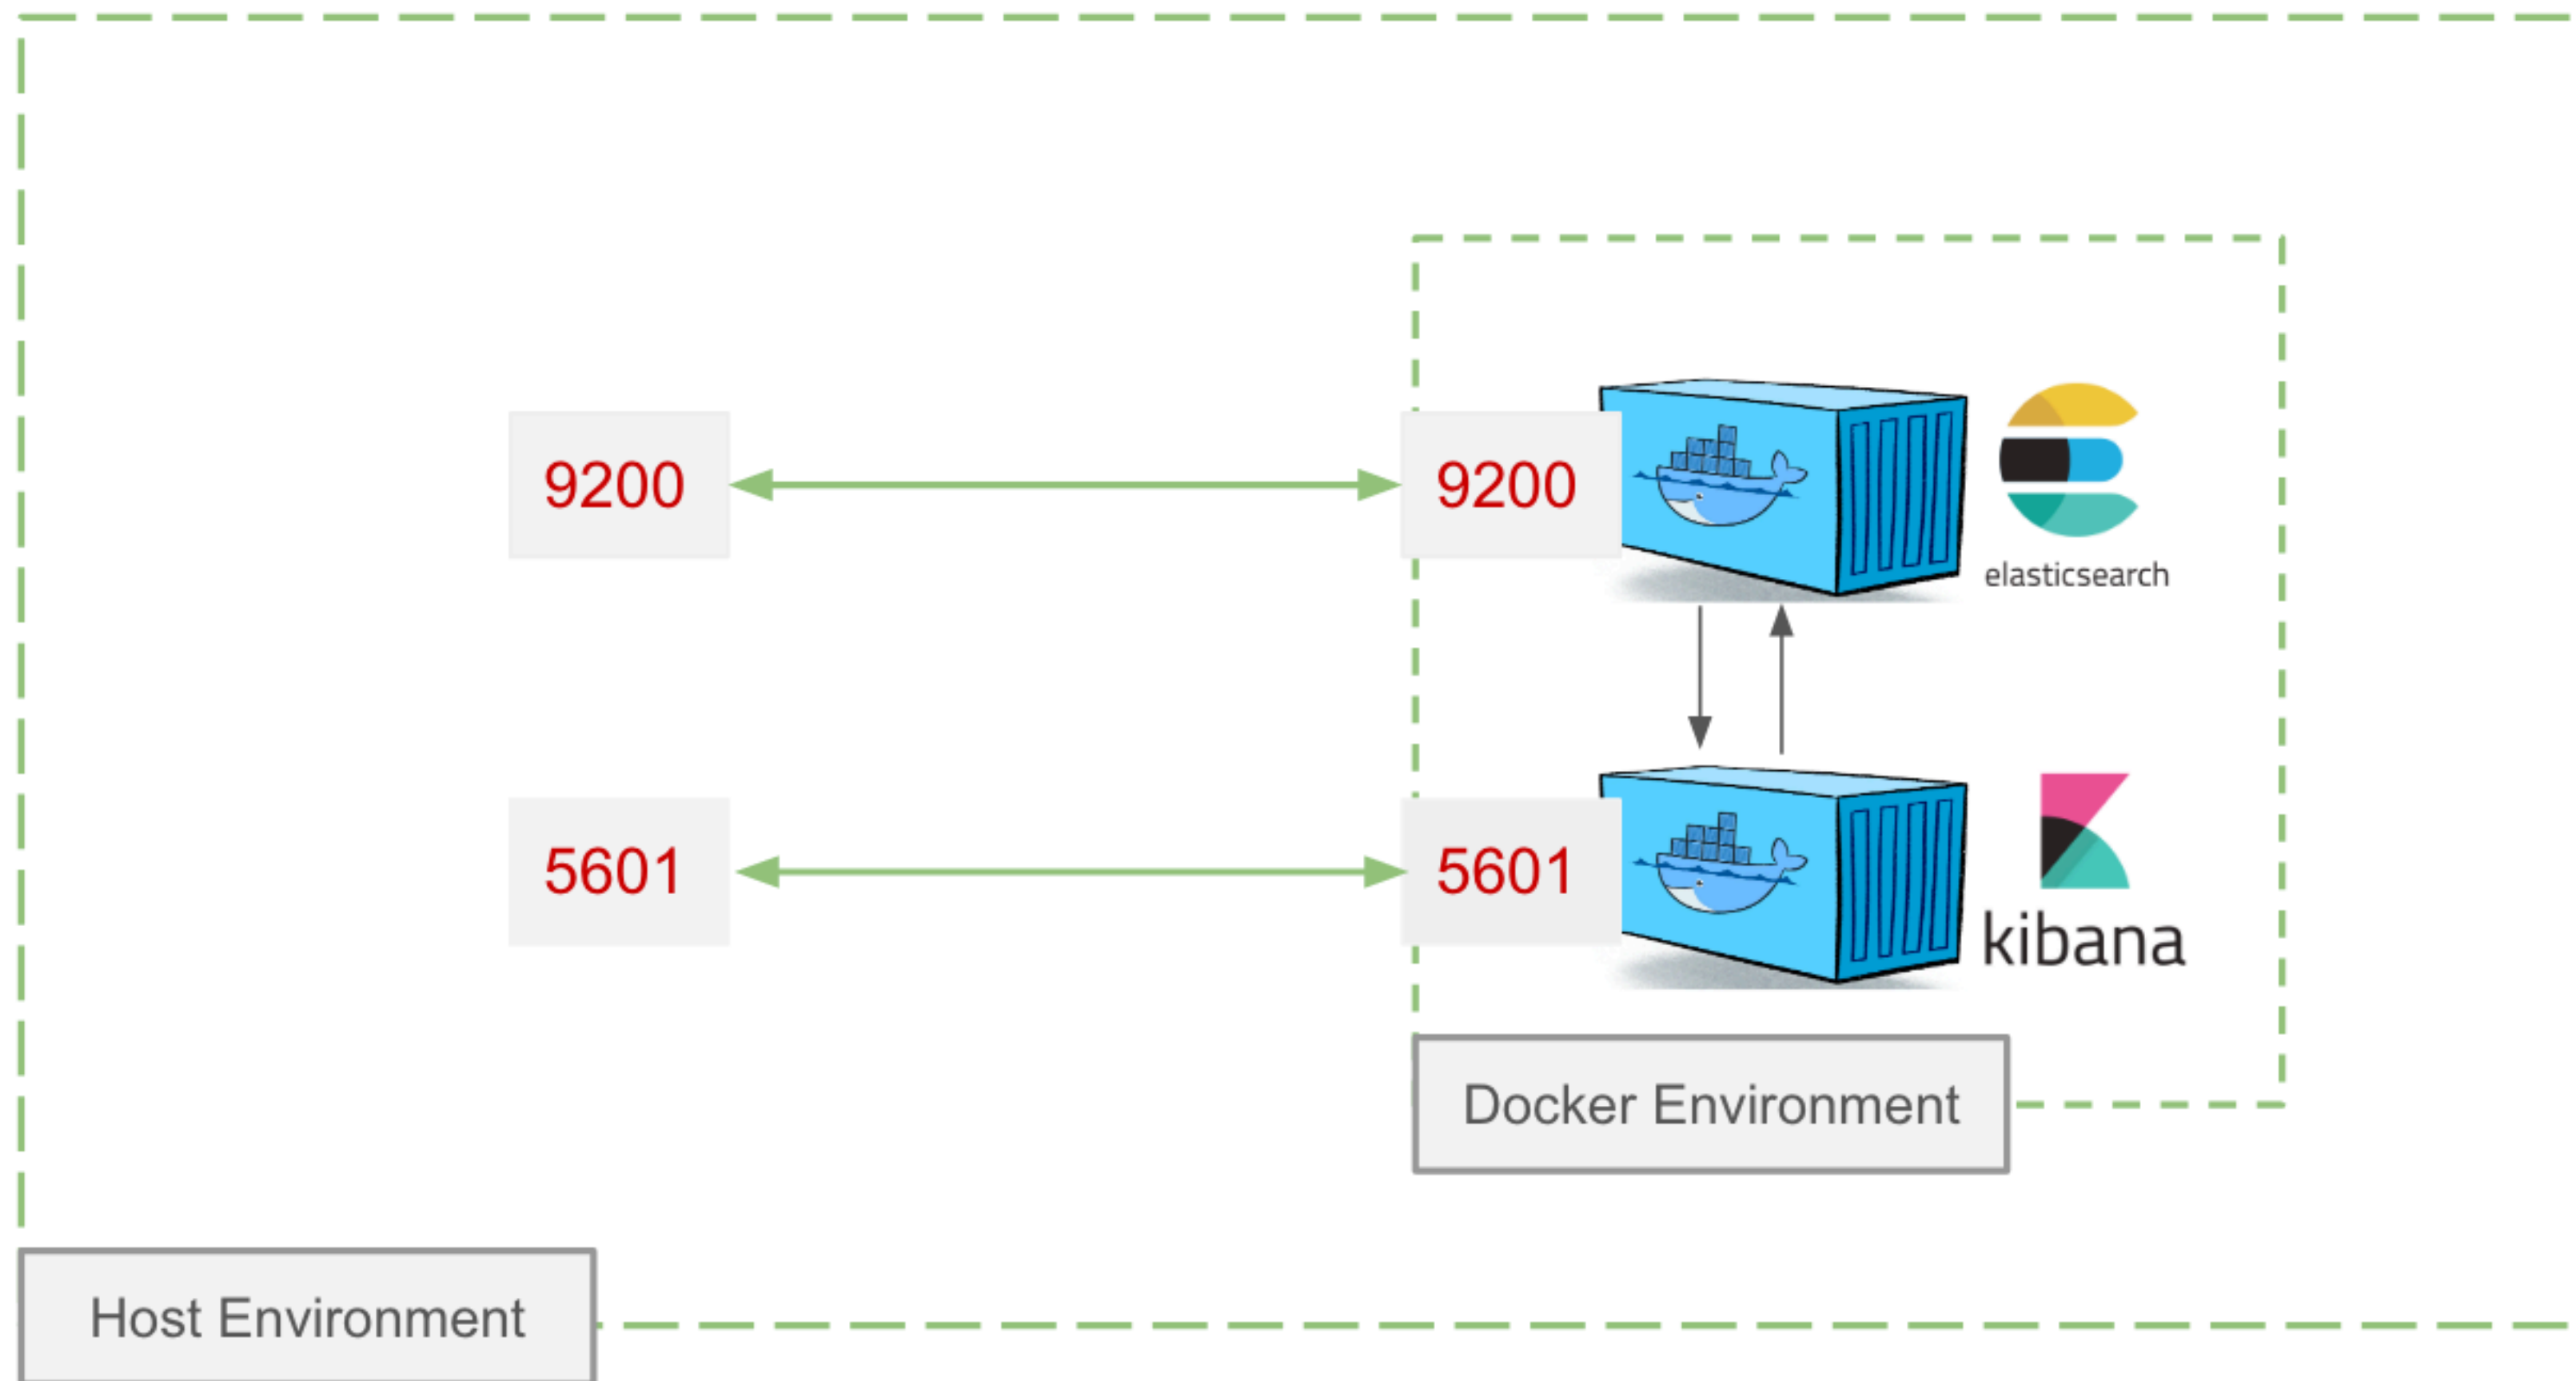 9200
9200
elasticsearch
5601
5601
kibana
Docker Environment
Host Environment